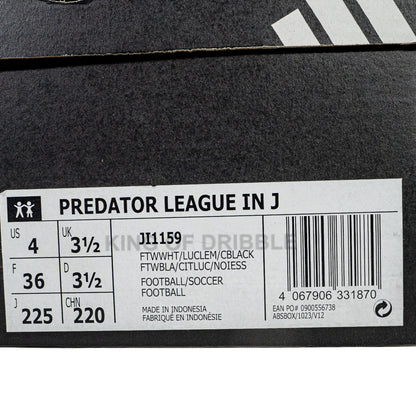 PREDATOR LEAGUE IN J
US 4 UK 3½
F 36 D 3½
J 225 CHN 220
KING OF DRIBBLE
JI1159
FTWWHT/LUCLEM/CBLACK
FTWBLA/CITLUC/NOIESS
FOOTBALL/SOCCER
FOOTBALL
MADE IN INDONESIA
FABRIQUÉ EN INDONÉSIE
4 067906 331870
EAN PO# 0900556738
ABSBOX/1023/V12